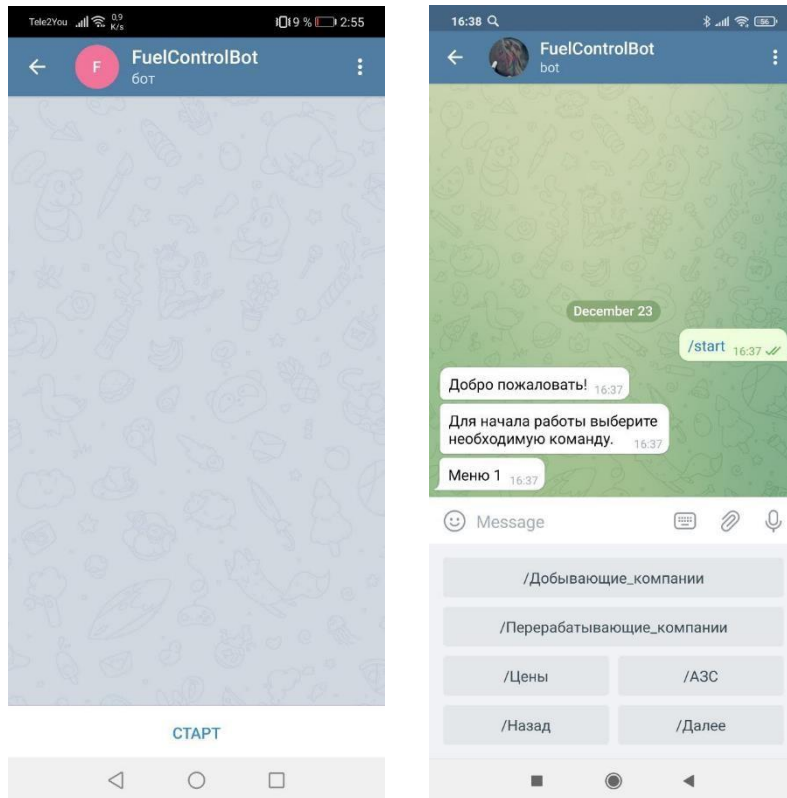 Tele2You 0,9 K/s 9 % 2:55
F FuelControlBot
бот
СТАРТ
16:38 56
FuelControlBot
bot
December 23
/start 16:37
Добро пожаловать! 16:37
Для начала работы выберите
необходимую команду. 16:37
Меню 1 16:37
Message
/Добывающие_компании
/Перерабатывающие_компании
/Цены /АЗС
/Назад /Далее